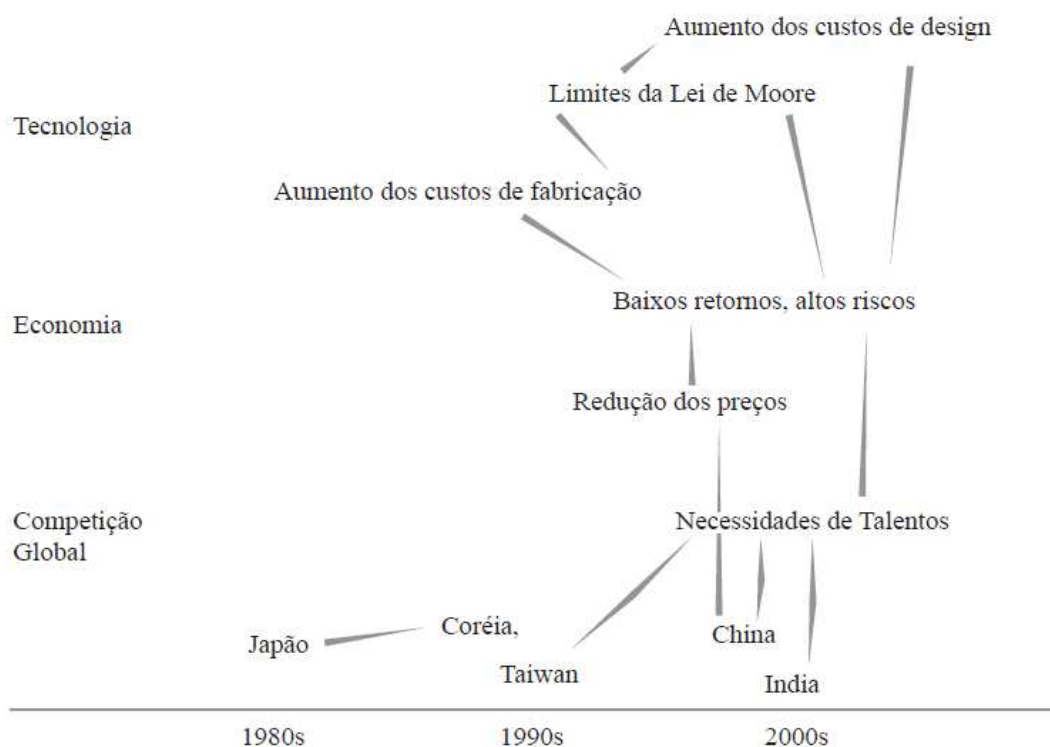 Aumento dos custos de design
Limites da Lei de Moore
Tecnologia
Aumento dos custos de fabricação
Baixos retornos, altos riscos
Economia
Redução dos preços
Competição
Global
Necessidades de Talentos
Japão
Coréia,
Taiwan
China
India
1980s
1990s
2000s